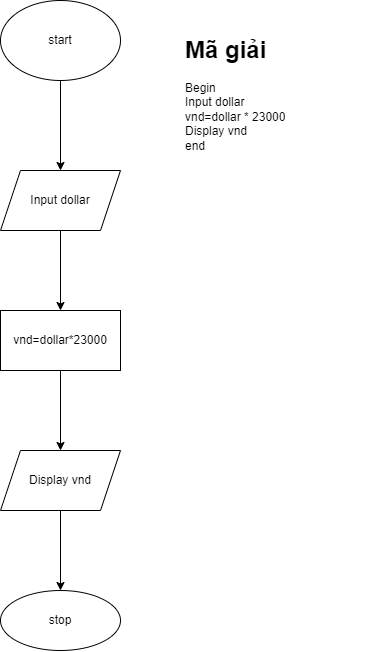 start
Input dollar
vnd=dollar*23000
Display vnd
stop
Mã giải
Begin
Input dollar
vnd=dollar * 23000
Display vnd
end